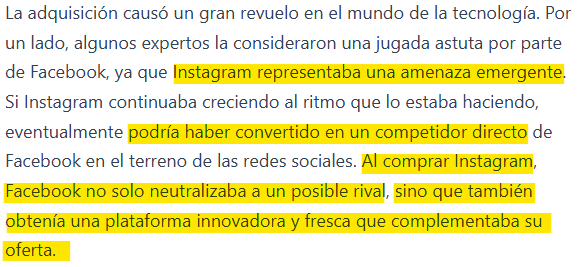 La adquisición causó un gran revuelo en el mundo de la tecnología. Por
un lado, algunos expertos la consideraron una jugada astuta por parte
de Facebook, ya que Instagram representaba una amenaza emergente.
Si Instagram continuaba creciendo al ritmo que lo estaba haciendo,
eventualmente podría haber convertido en un competidor directo de
Facebook en el terreno de las redes sociales. Al comprar Instagram,
Facebook no solo neutralizaba a un posible rival, sino que también
obtenía una plataforma innovadora y fresca que complementaba su
oferta.